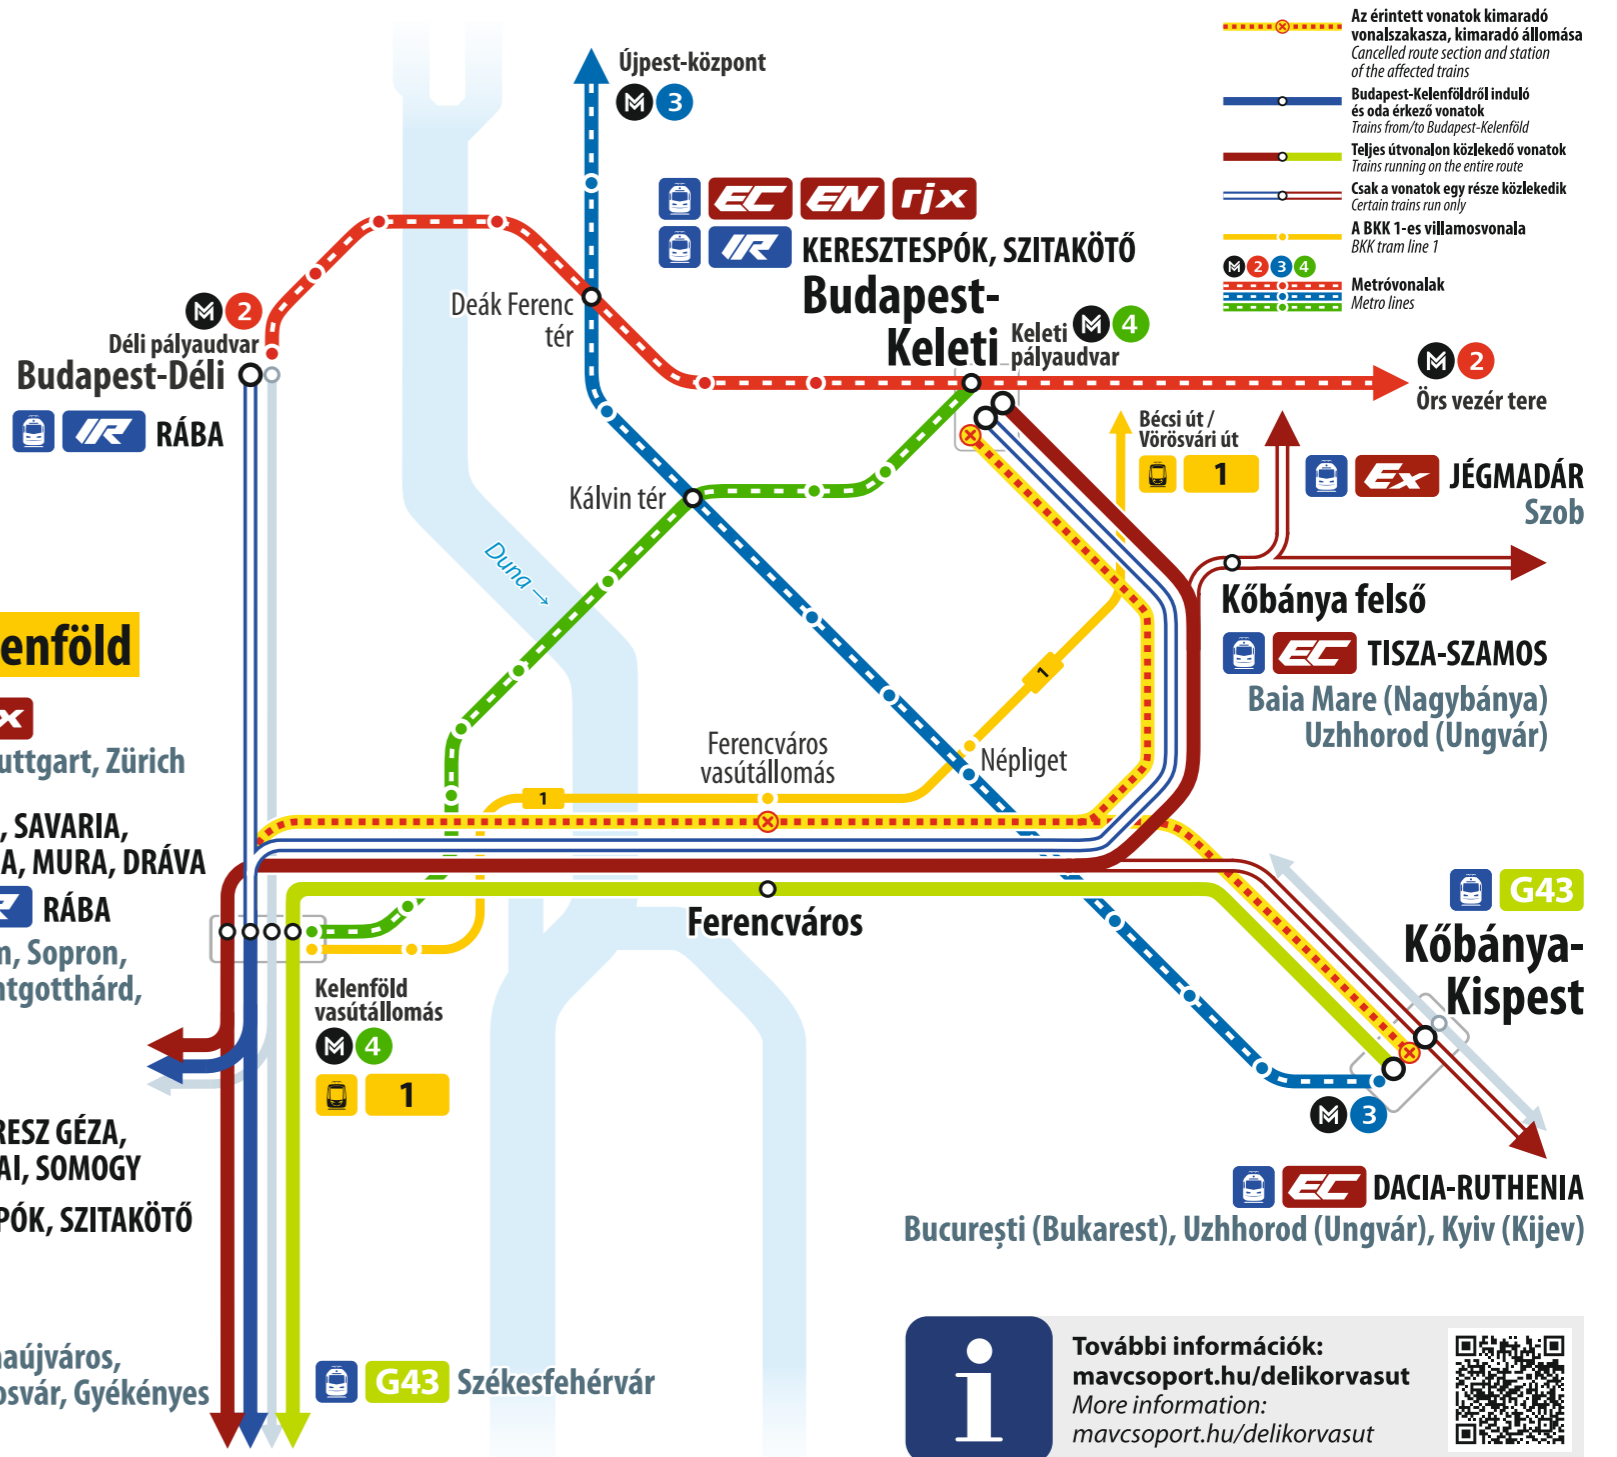 Az érintett vonatok kimaradó
vonalszakasza, kimaradó állomása
Cancelled route section and station
of the affected trains
Budapest-Kelenföldről induló
és oda érkező vonatok
Trains from/to Budapest-Kelenföld
Teljes útvonalon közlekedő vonatok
Trains running on the entire route
Csak a vonatok egy része közlekedik
Certain trains run only
A BKK 1-es villamosvonala
BKK tram line 1
M 2 3 4
Metróvonalak
Metro lines
Újpest-központ
M 3
EC EN rjx
IR KERESZTESPÓK, SZITAKÖTŐ
Budapest-
Keleti
Keleti M 4
pályaudvar
Deák Ferenc
tér
M 2
Déli pályaudvar
Budapest-Déli
IR RÁBA
M 2
Örs vezér tere
Bécsi út /
Vörösvári út
1
Ex JÉGMADÁR
Szob
Kálvin tér
Duna →
Kőbánya felső
EC TISZA-SZAMOS
Baia Mare (Nagybánya)
Uzhhorod (Ungvár)
enföld
x
uttgart, Zürich
Ferencváros
vasútállomás
Népliget
1
1
, SAVARIA,
A, MURA, DRÁVA
R RÁBA
n, Sopron,
ntgotthárd,
Ferencváros
G43
Kőbánya-
Kispest
Kelenföld
vasútállomás
M 4
1
M 3
RESZ GÉZA,
AI, SOMOGY
PÓK, SZITAKÖTŐ
EC DACIA-RUTHENIA
București (Bukarest), Uzhhorod (Ungvár), Kyiv (Kijev)
naújváros,
osvár, Gyékényes
G43 Székesfehérvár
i
További információk:
mavcsoport.hu/delikorvasut
More information:
mavcsoport.hu/delikorvasut